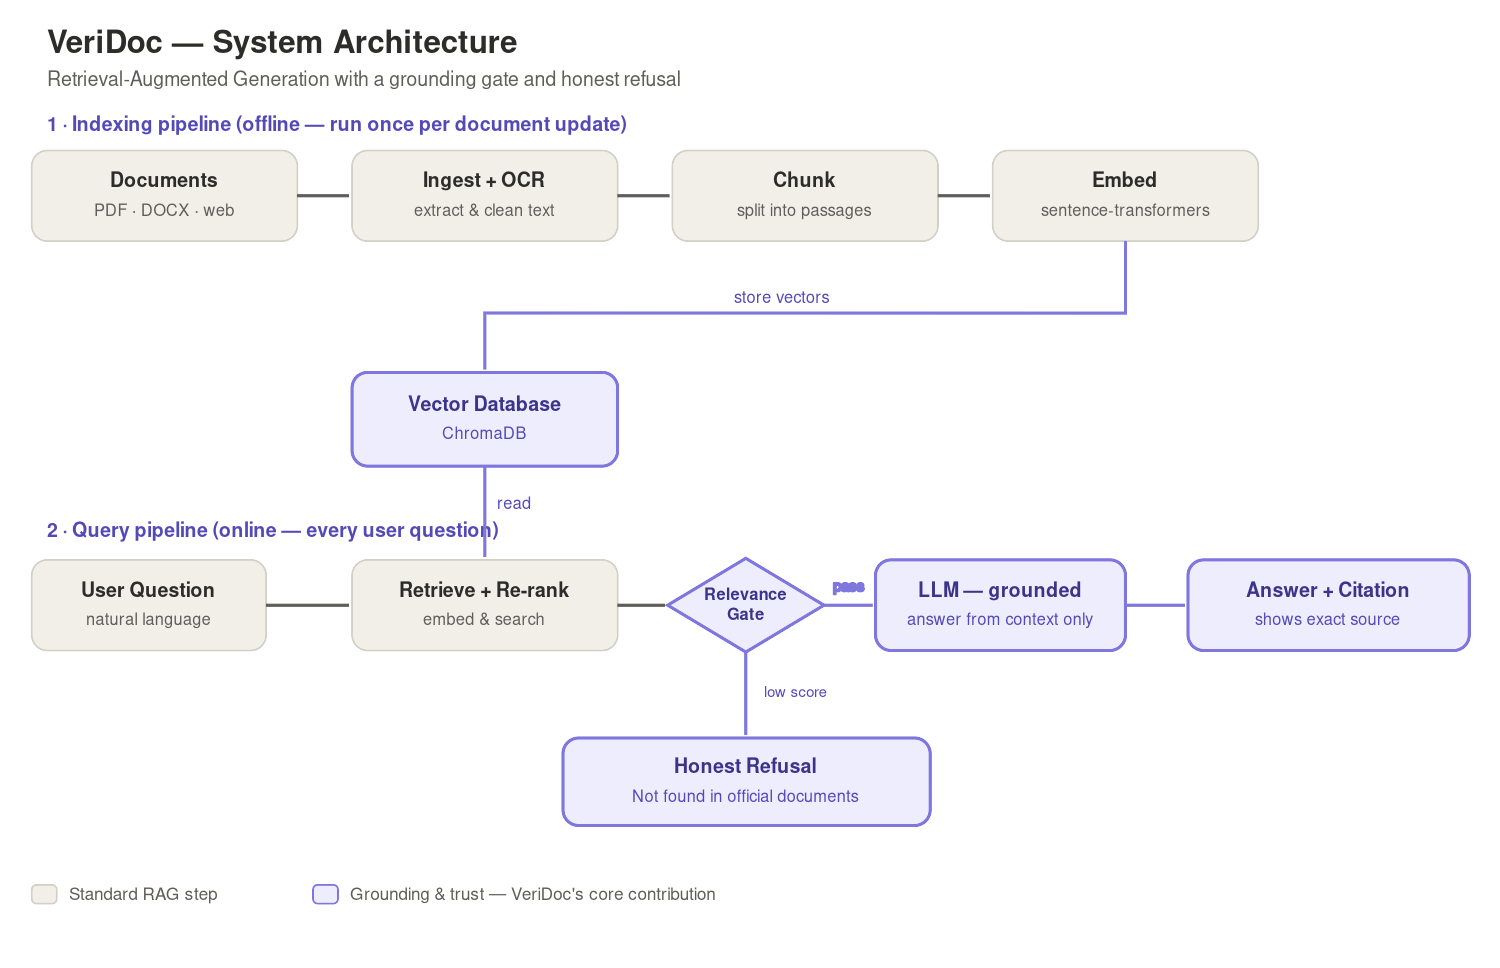 VeriDoc — System Architecture
Retrieval-Augmented Generation with a grounding gate and honest refusal
1 · Indexing pipeline (offline — run once per document update)
Documents
PDF · DOCX · web
Ingest + OCR
extract & clean text
Chunk
split into passages
Embed
sentence-transformers
store vectors
Vector Database
ChromaDB
read
2 · Query pipeline (online — every user question)
User Question
natural language
Retrieve + Re-rank
embed & search
Relevance
Gate
pass
LLM — grounded
answer from context only
Answer + Citation
shows exact source
low score
Honest Refusal
Not found in official documents
Standard RAG step
Grounding & trust — VeriDoc's core contribution